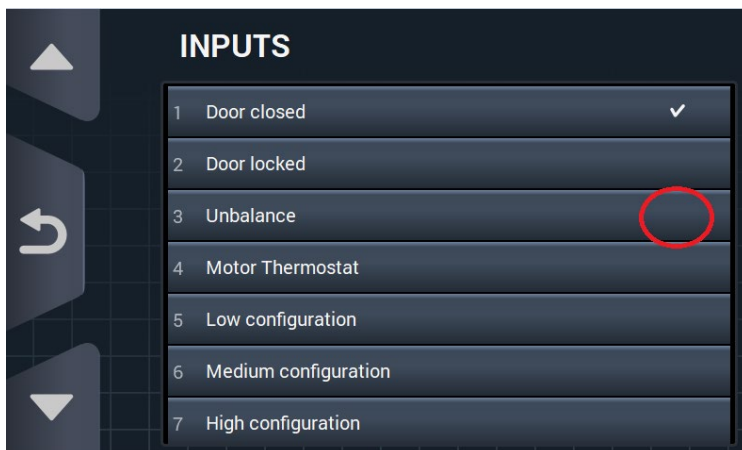 INPUTS
1 Door closed
2 Door locked
3 Unbalance
4 Motor Thermostat
5 Low configuration
6 Medium configuration
7 High configuration